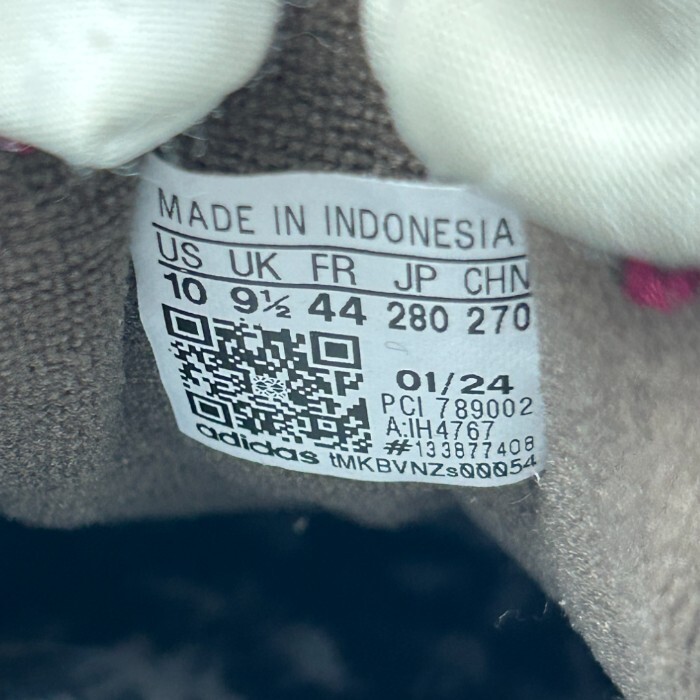 MADE IN INDONESIA
US UK FR JP CHN
10 9½ 44 280 270
01/24
PCI 789002
A:IH4767
#133877408
adidas tMKBVNZs00054